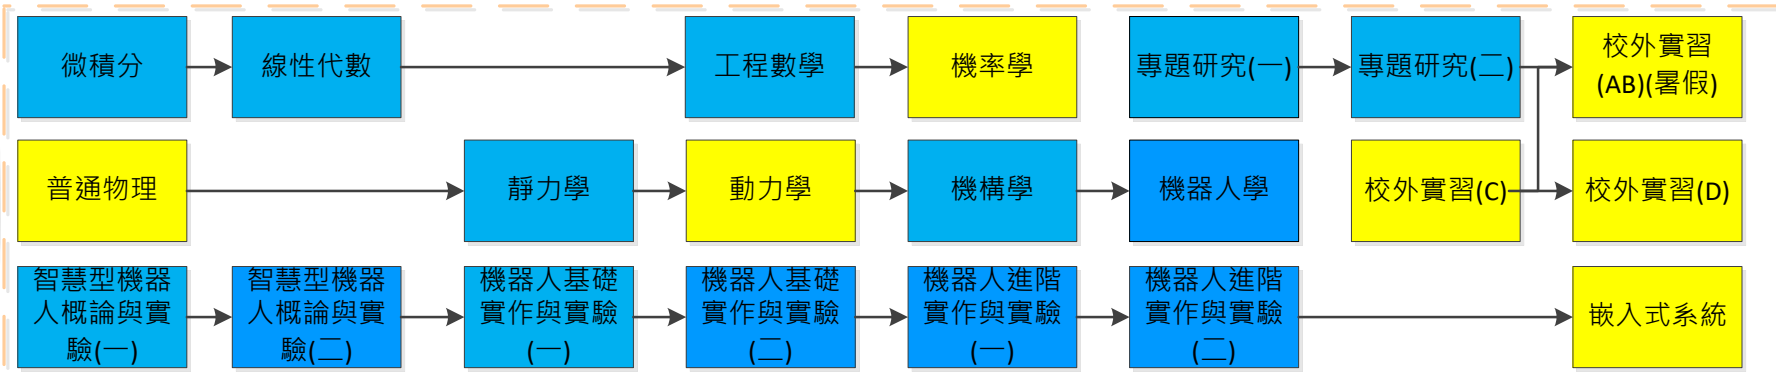 微積分
線性代數
工程數學
機率學
專題研究(一)
專題研究(二)
校外實習
(AB)(暑假)
普通物理
靜力學
動力學
機構學
機器人學
校外實習(C)
校外實習(D)
智慧型機器
人概論與實
驗(一)
智慧型機器
人概論與實
驗(二)
機器人基礎
實作與實驗
(一)
機器人基礎
實作與實驗
(二)
機器人進階
實作與實驗
(一)
機器人進階
實作與實驗
(二)
嵌入式系統